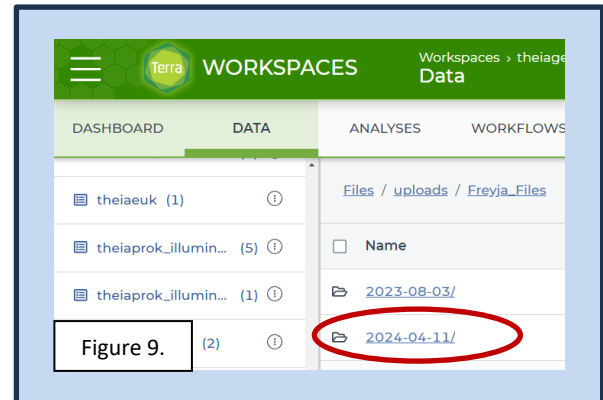 Terra WORKSPACES
Workspaces › theiage
Data
DASHBOARD DATA ANALYSES WORKFLOWS
theiaeuk (1)
Files / uploads / Freyja_Files
theiaprok_illumin... (5)
Name
theiaprok_illumin... (1)
2023-08-03/
Figure 9.
(2)
2024-04-11/